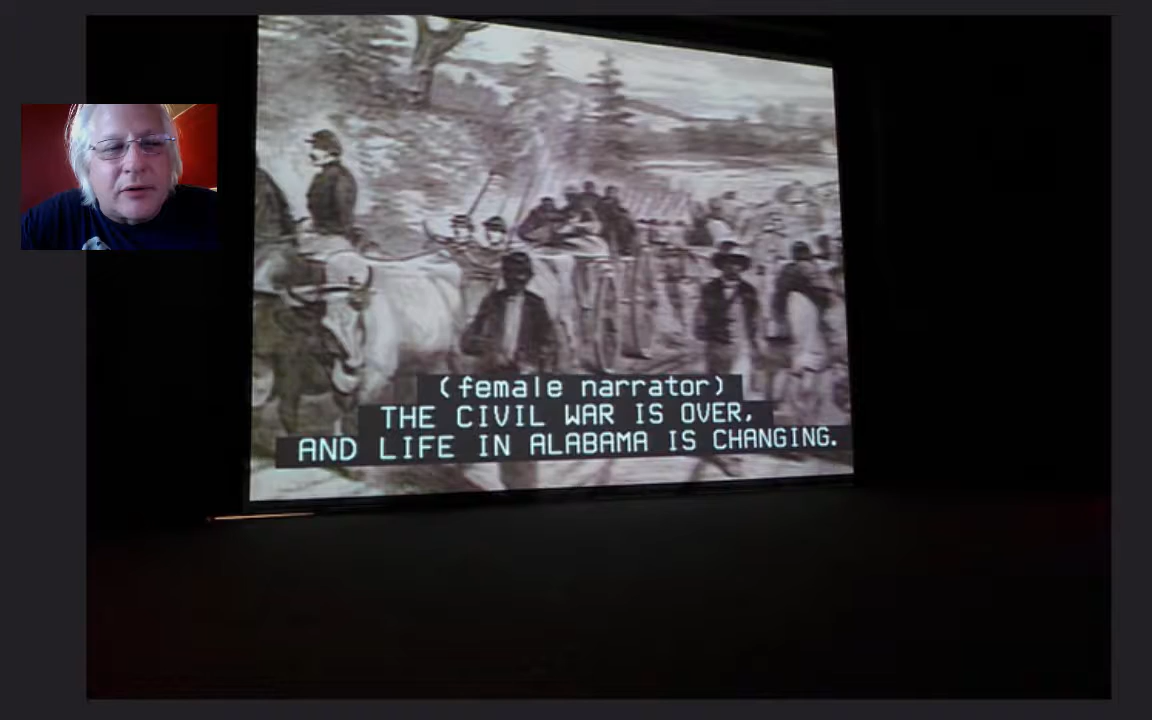 (female narrator)
THE CIVIL WAR IS OVER,
AND LIFE IN ALABAMA IS CHANGING.